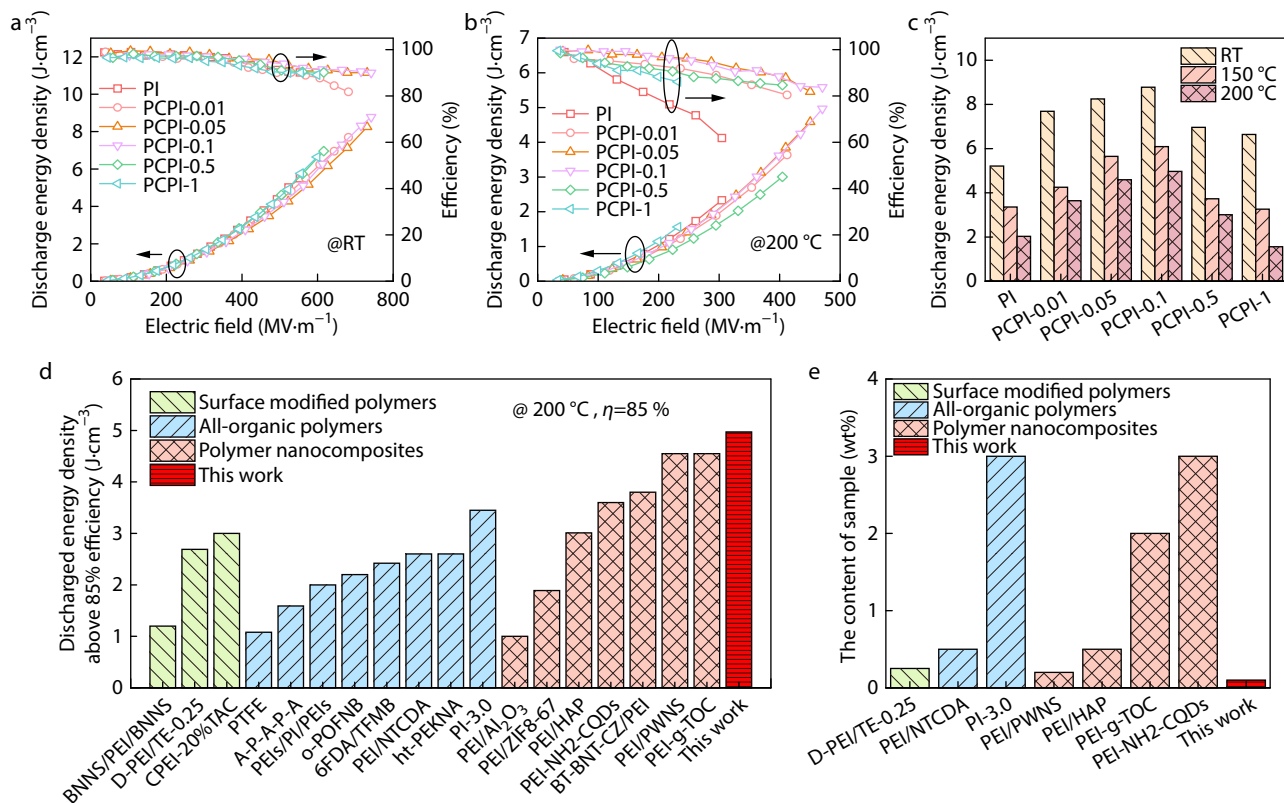 a
Discharge energy density (J·cm⁻³)
12
10
8
6
4
2
0
PI
PCPI-0.01
PCPI-0.05
PCPI-0.1
PCPI-0.5
PCPI-1
@RT
100
80
60
40
20
0
Efficiency (%)
0 200 400 600 800
Electric field (MV·m⁻¹)
b
Discharge energy density (J·cm⁻³)
7
6
5
4
3
2
1
0
PI
PCPI-0.01
PCPI-0.05
PCPI-0.1
PCPI-0.5
PCPI-1
@200 °C
100
80
60
40
20
0
Efficiency (%)
0 100 200 300 400 500
Electric field (MV·m⁻¹)
c
Discharge energy density (J·cm⁻³)
10
8
6
4
2
0
RT
150 °C
200 °C
PI
PCPI-0.01
PCPI-0.05
PCPI-0.1
PCPI-0.5
PCPI-1
d
Discharged energy density
above 85% efficiency (J·cm⁻³)
6
5
4
3
2
1
0
Surface modified polymers
All-organic polymers
Polymer nanocomposites
This work
@ 200 °C , η=85 %
BNNS/PEI/BNNS
D-PEI/TE-0.25
CPEI-20%TAC
PTFE
A-P-A-P-A
PEIs/PI/PEIs
o-POFNB
6FDA/TFMB
PEI/NTCDA
ht-PEKNA
PI-3.0
PEI/Al₂O₃
PEI/ZIF8-67
PEI/HAP
PEI-NH2-CQDs
BT-BNT-CZ/PEI
PEI/PWNS
PEI-g-TOC
This work
e
The content of sample (wt%)
4
3
2
1
0
Surface modified polymers
All-organic polymers
Polymer nanocomposites
This work
D-PEI/TE-0.25
PEI/NTCDA
PI-3.0
PEI/PWNS
PEI/HAP
PEI-g-TOC
PEI-NH2-CQDs
This work